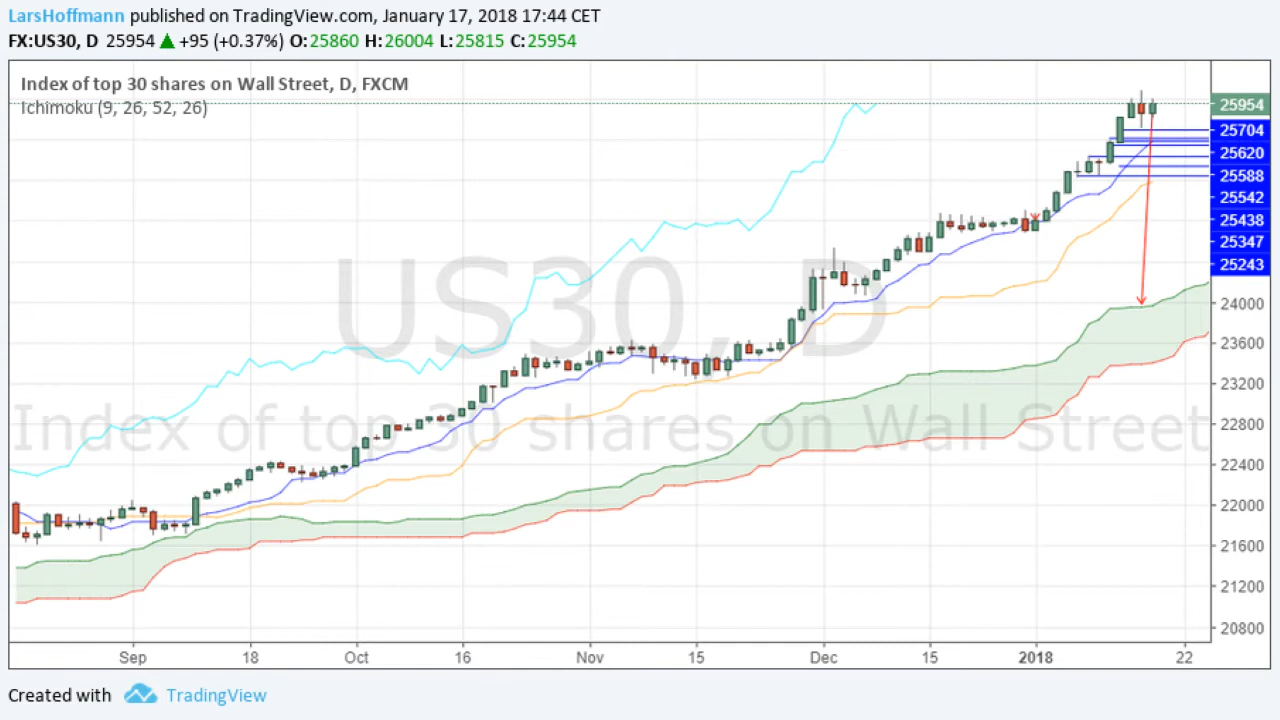 LarsHoffmann published on TradingView.com, January 17, 2018 17:44 CET
FX:US30, D 25954 ▲ +95 (+0.37%) O:25860 H:26004 L:25815 C:25954
Index of top 30 shares on Wall Street, D, FXCM
Ichimoku (9, 26, 52, 26)
US30, D
Index of top 30 shares on Wall Street
25954
25704
25620
25588
25542
25438
25347
25243
24000
23600
23200
22800
22400
22000
21600
21200
20800
Sep 18 Oct 16 Nov 15 Dec 15 2018 22
Created with TradingView